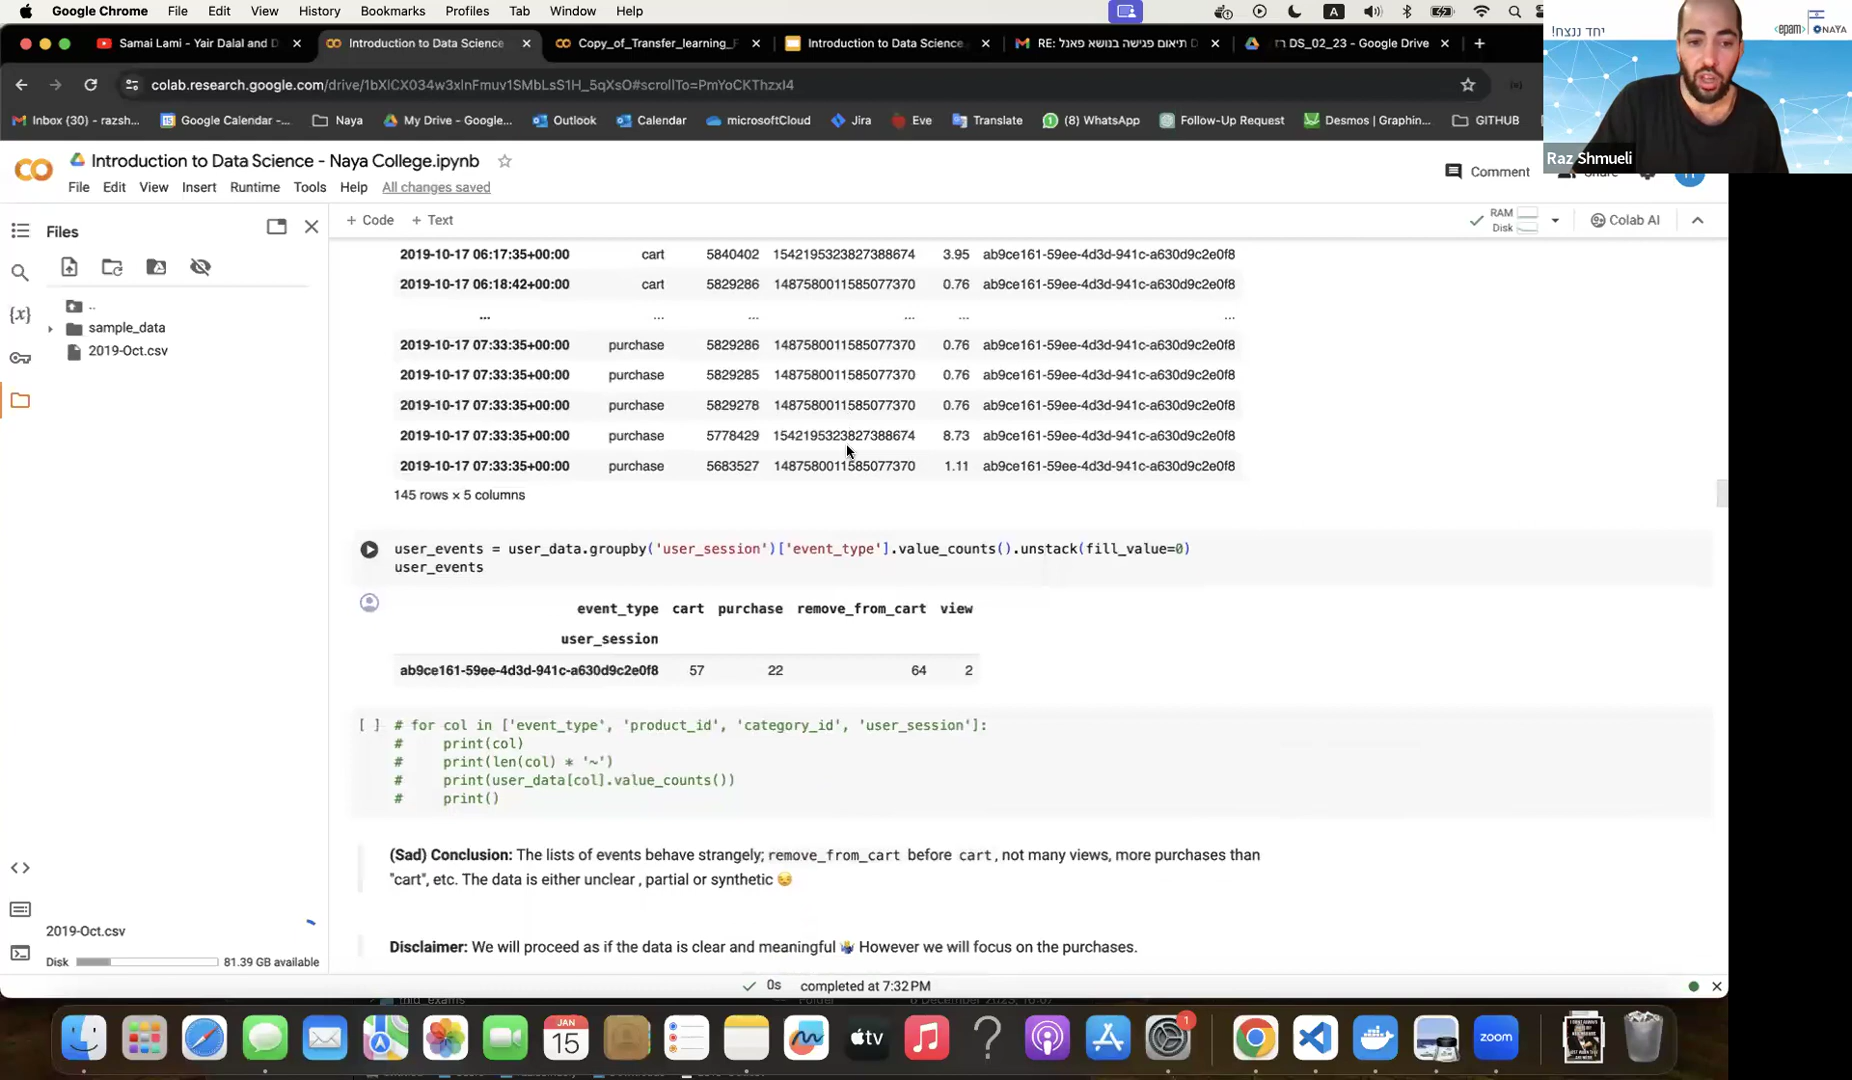 Google Chrome File Edit View History Bookmarks Profiles Tab Window Help
Samai Lami - Yair Dalal and D
Introduction to Data Science
Copy_of_Transfer_learning_F
Introduction to Data Science
RE: תיאום פגישה בנושא פאנל D
רז DS_02_23 - Google Drive
יחד ננצח!
epam NAYA
colab.research.google.com/drive/1bXlCX034w3xlnFmuv1SMbLsS1H_5qXsO#scrollTo=PmYoCKThzxI4
Inbox (30) - razsh... Google Calendar -... Naya My Drive - Google... Outlook Calendar microsoftCloud Jira Eve Translate (8) WhatsApp Follow-Up Request Desmos | Graphin... GITHUB
Raz Shmueli
Introduction to Data Science - Naya College.ipynb
Comment
File Edit View Insert Runtime Tools Help All changes saved
Files
+ Code + Text
RAM
Disk
Colab AI
..
sample_data
2019-Oct.csv
2019-10-17 06:17:35+00:00 cart 5840402 1542195323827388674 3.95 ab9ce161-59ee-4d3d-941c-a630d9c2e0f8
2019-10-17 06:18:42+00:00 cart 5829286 1487580011585077370 0.76 ab9ce161-59ee-4d3d-941c-a630d9c2e0f8
... ... ... ... ... ...
2019-10-17 07:33:35+00:00 purchase 5829286 1487580011585077370 0.76 ab9ce161-59ee-4d3d-941c-a630d9c2e0f8
2019-10-17 07:33:35+00:00 purchase 5829285 1487580011585077370 0.76 ab9ce161-59ee-4d3d-941c-a630d9c2e0f8
2019-10-17 07:33:35+00:00 purchase 5829278 1487580011585077370 0.76 ab9ce161-59ee-4d3d-941c-a630d9c2e0f8
2019-10-17 07:33:35+00:00 purchase 5778429 1542195323827388674 8.73 ab9ce161-59ee-4d3d-941c-a630d9c2e0f8
2019-10-17 07:33:35+00:00 purchase 5683527 1487580011585077370 1.11 ab9ce161-59ee-4d3d-941c-a630d9c2e0f8
145 rows × 5 columns
user_events = user_data.groupby('user_session')['event_type'].value_counts().unstack(fill_value=0)
user_events
event_type cart purchase remove_from_cart view
user_session
ab9ce161-59ee-4d3d-941c-a630d9c2e0f8 57 22 64 2
[ ] # for col in ['event_type', 'product_id', 'category_id', 'user_session']:
# print(col)
# print(len(col) * '~')
# print(user_data[col].value_counts())
# print()
(Sad) Conclusion: The lists of events behave strangely; remove_from_cart before cart, not many views, more purchases than
"cart", etc. The data is either unclear , partial or synthetic 😔
Disclaimer: We will proceed as if the data is clear and meaningful 🤷 However we will focus on the purchases.
2019-Oct.csv
Disk 81.39 GB available
0s completed at 7:32 PM
JAN
15
tv
1
zoom